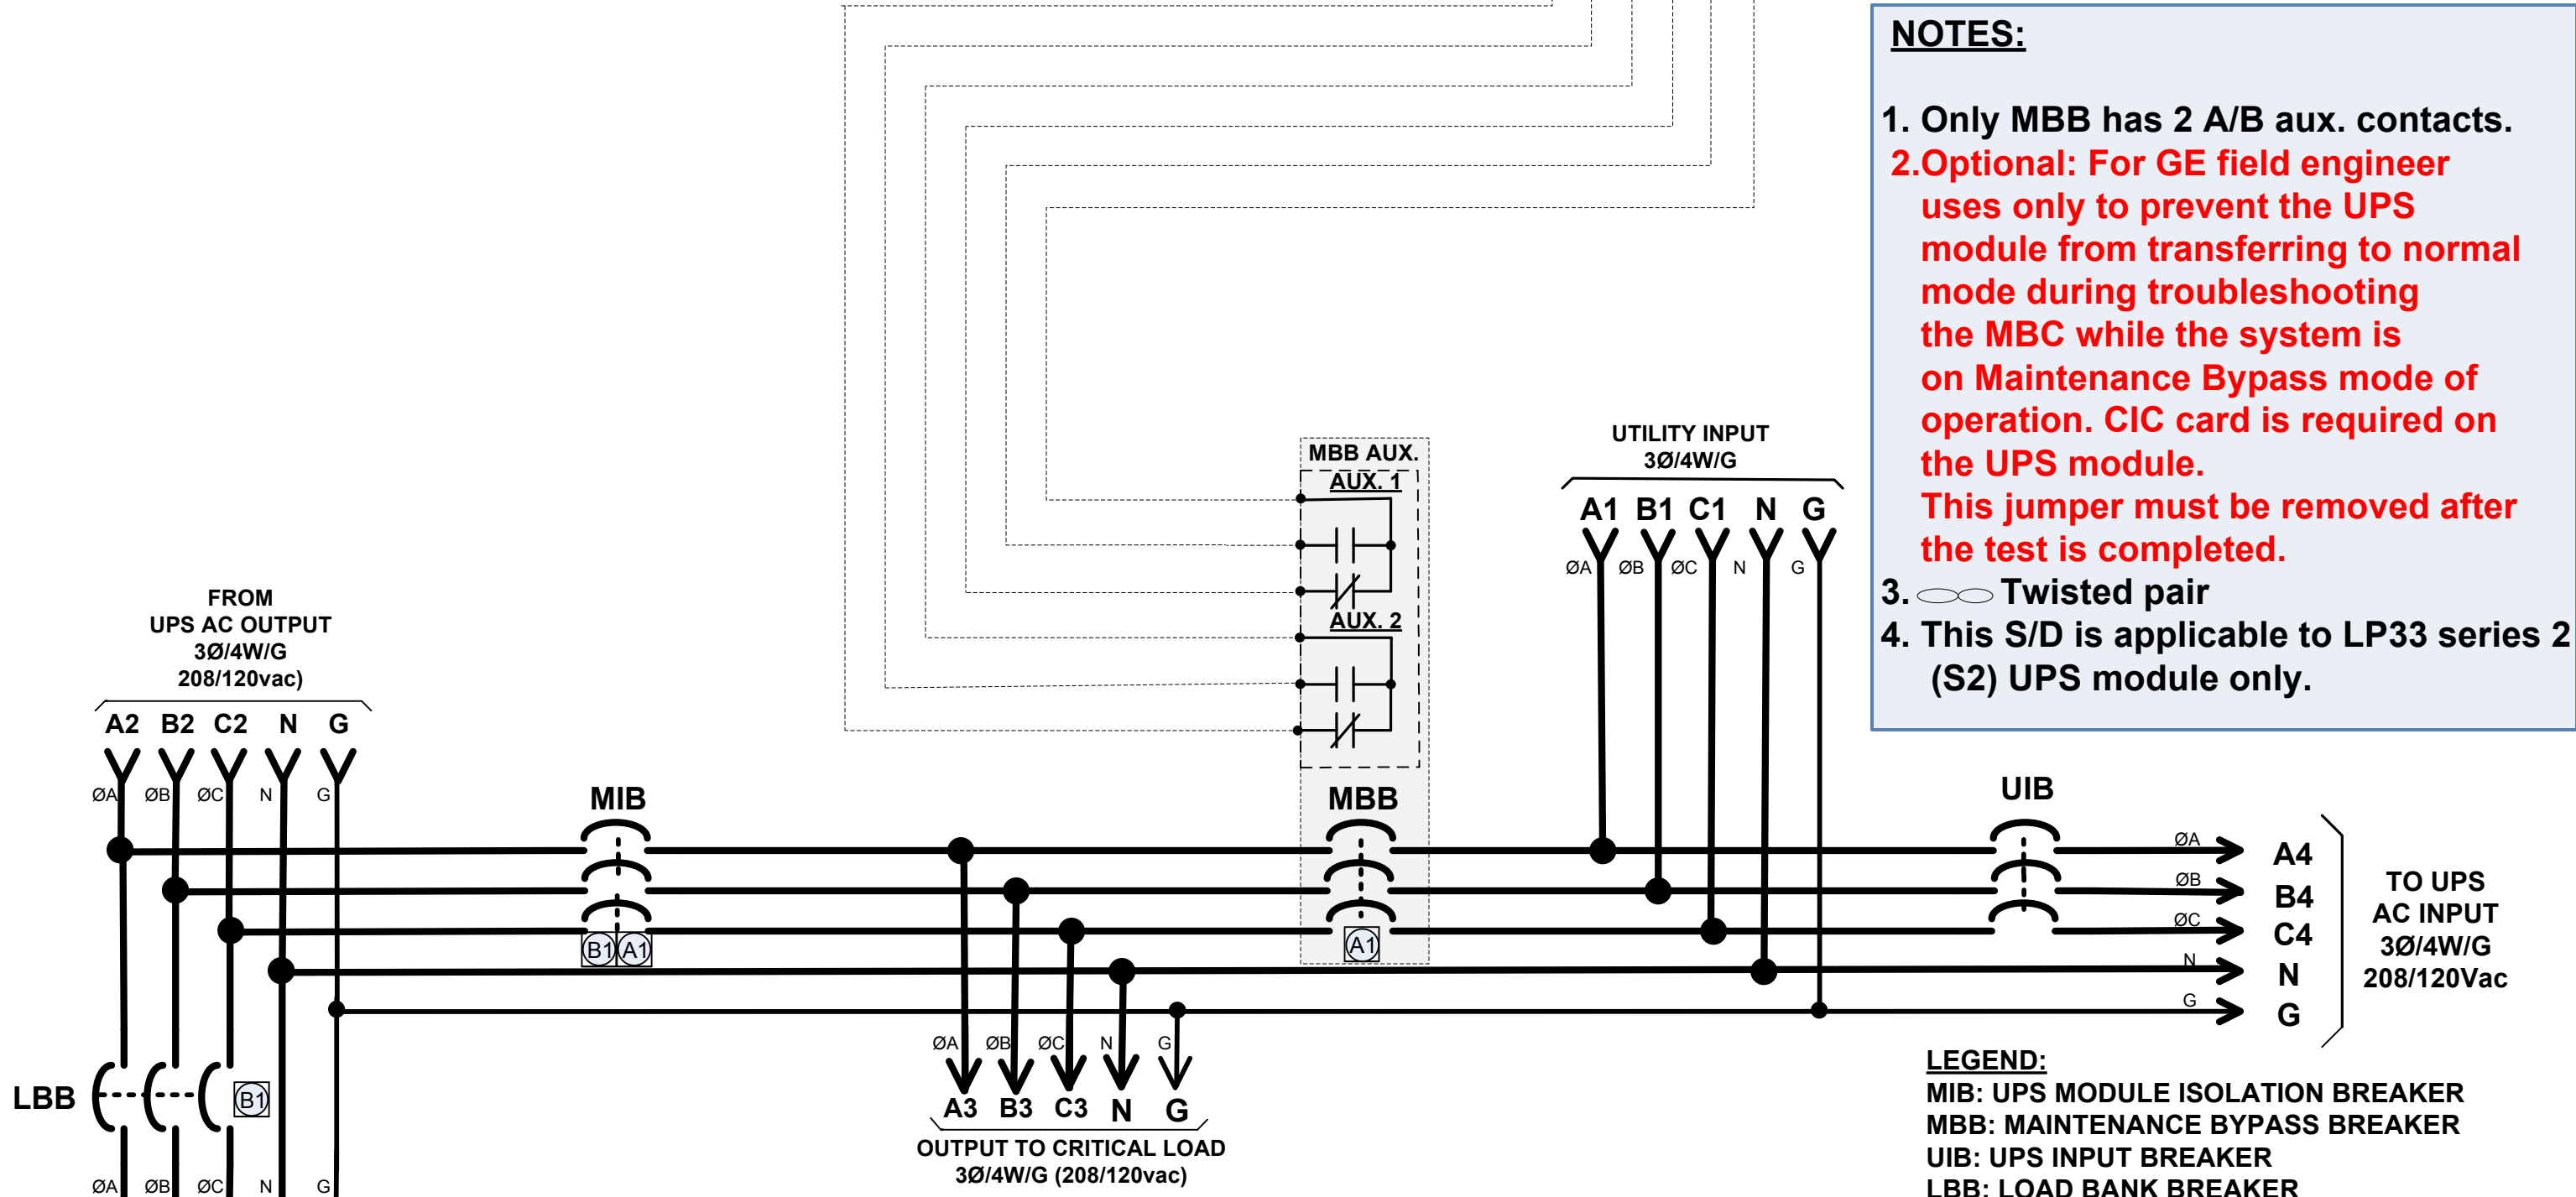 NOTES:
1. Only MBB has 2 A/B aux. contacts.
2.Optional: For GE field engineer
uses only to prevent the UPS
module from transferring to normal
mode during troubleshooting
the MBC while the system is
on Maintenance Bypass mode of
operation. CIC card is required on
the UPS module.
This jumper must be removed after
the test is completed.
3. Twisted pair
4. This S/D is applicable to LP33 series 2
(S2) UPS module only.
UTILITY INPUT
3Ø/4W/G
A1 B1 C1 N G
ØA ØB ØC N G
MBB AUX.
AUX. 1
AUX. 2
FROM
UPS AC OUTPUT
3Ø/4W/G
208/120vac)
A2 B2 C2 N G
ØA ØB ØC N G
MIB
B1 A1
MBB
A1
UIB
ØA A4
ØB B4
ØC C4
N N
G G
TO UPS
AC INPUT
3Ø/4W/G
208/120Vac
ØA ØB ØC N G
A3 B3 C3 N G
OUTPUT TO CRITICAL LOAD
3Ø/4W/G (208/120vac)
LBB B1
ØA ØB ØC N G
LEGEND:
MIB: UPS MODULE ISOLATION BREAKER
MBB: MAINTENANCE BYPASS BREAKER
UIB: UPS INPUT BREAKER
LBB: LOAD BANK BREAKER